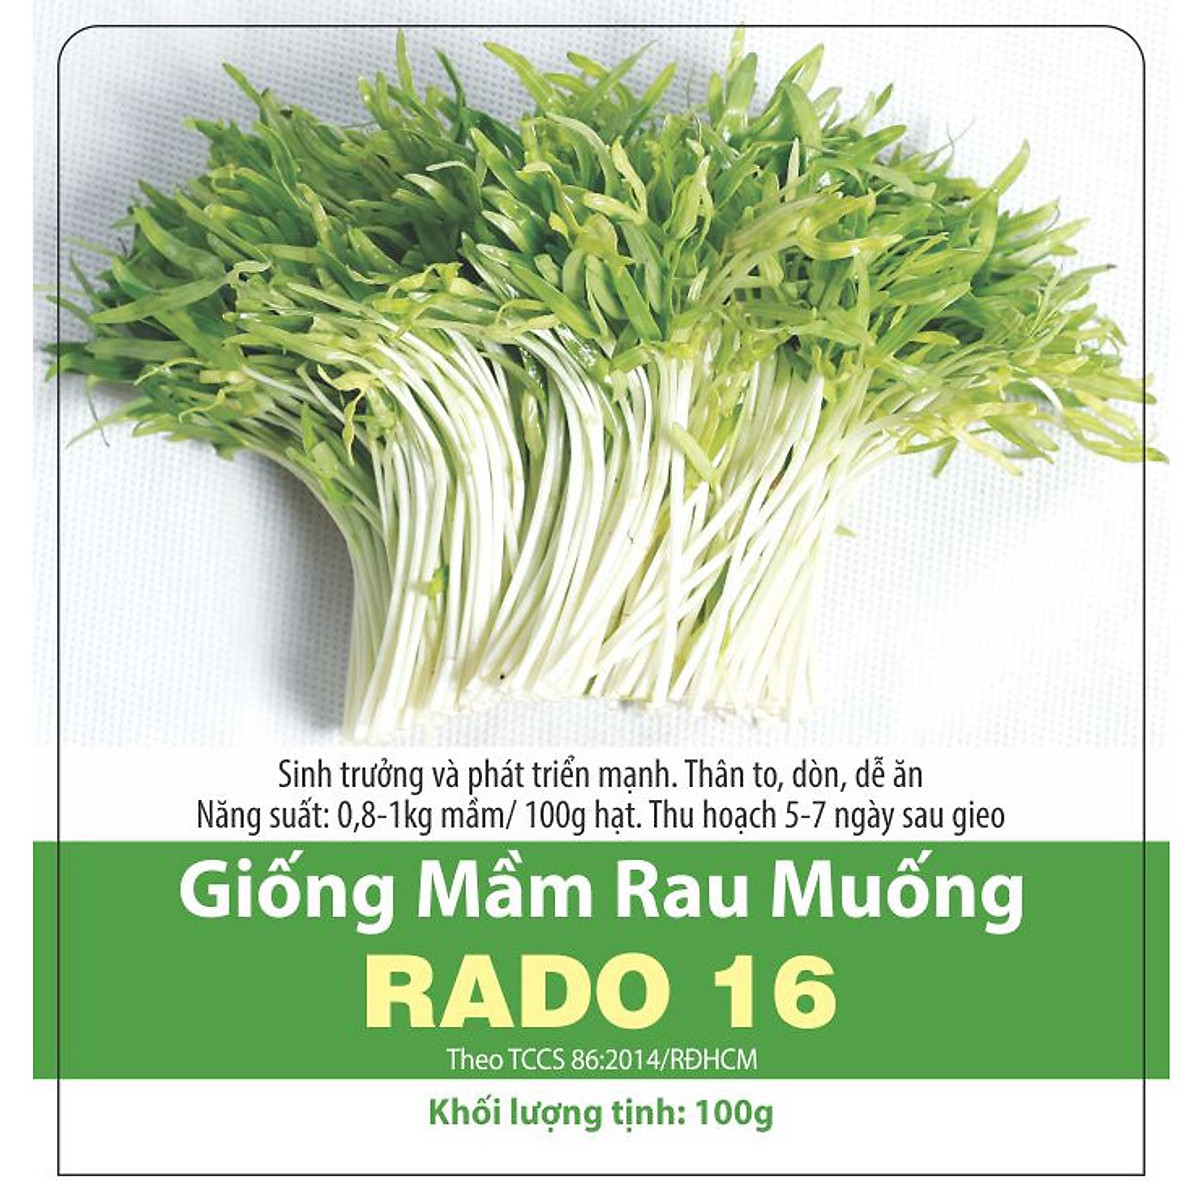 Sinh trưởng và phát triển mạnh. Thân to, dòn, dễ ăn
Năng suất: 0,8-1kg mầm/ 100g hạt. Thu hoạch 5-7 ngày sau gieo
Giống Mầm Rau Muống
RADO 16
Theo TCCS 86:2014/RĐHCM
Khối lượng tịnh: 100g